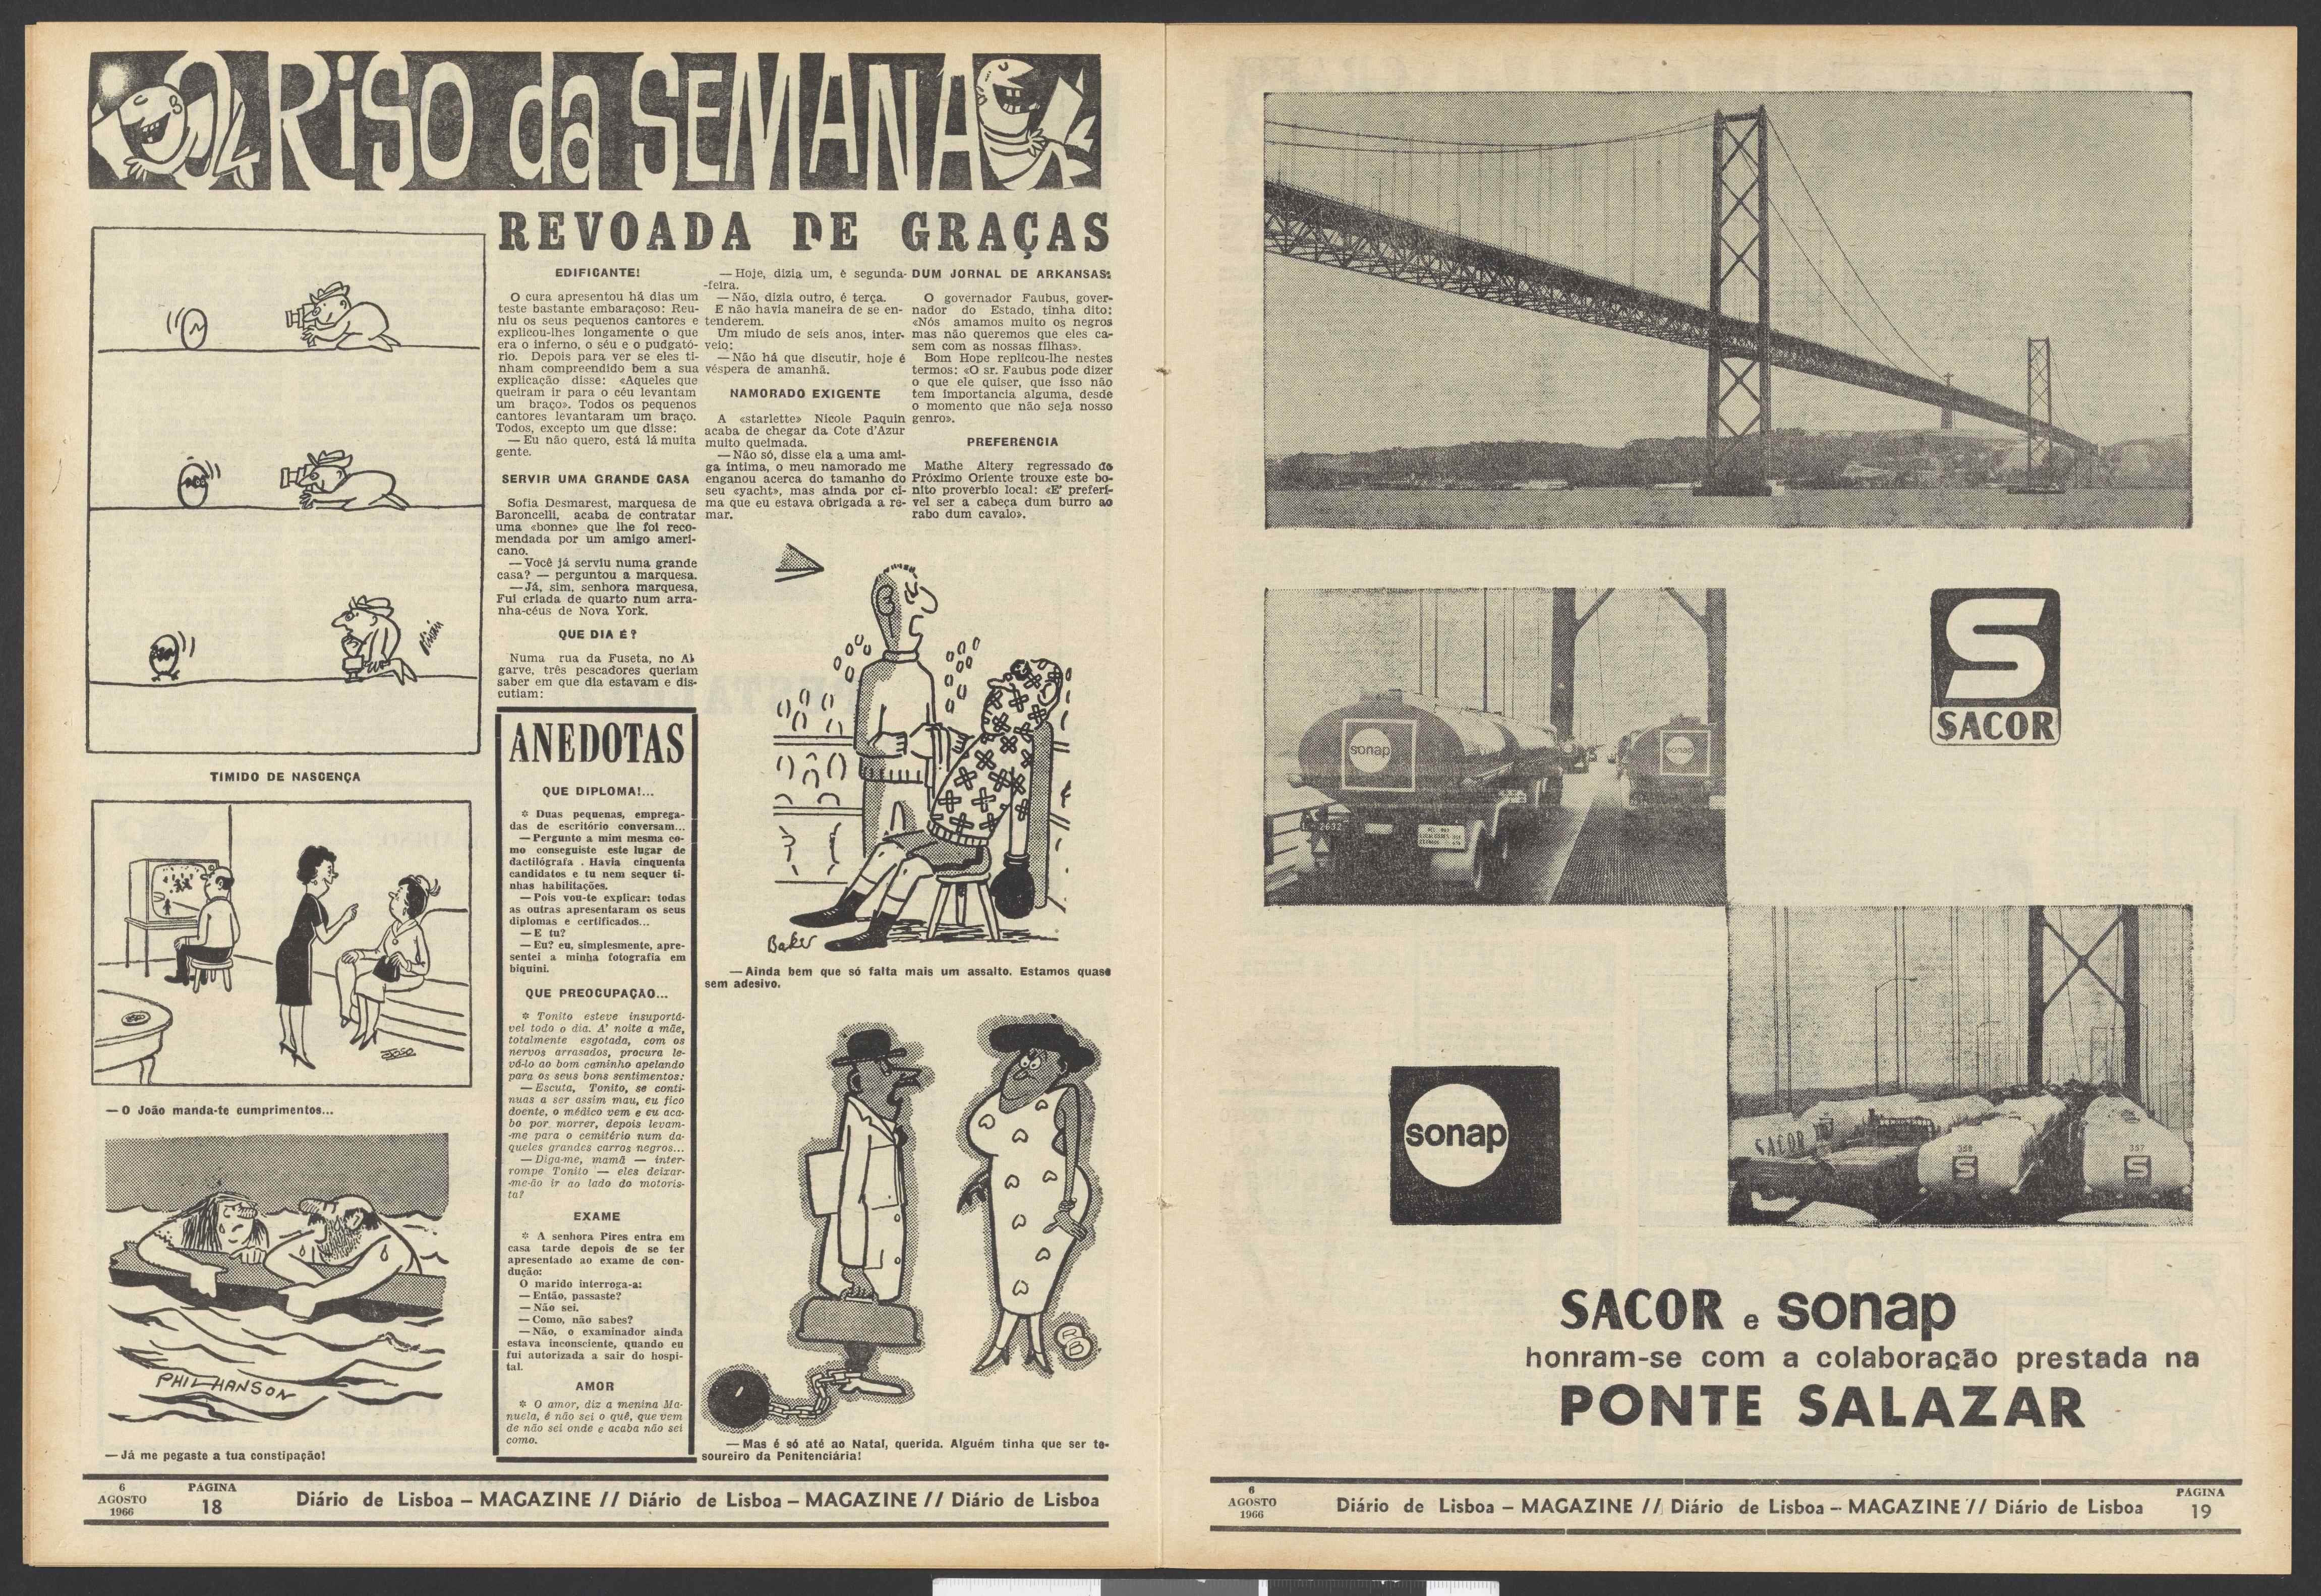 O RISO da SEMANA
REVOADA DE GRAÇAS
EDIFICANTE!
O cura apresentou há dias um
teste bastante embaraçoso: Reu-
niu os seus pequenos cantores e
explicou-lhes longamente o que
era o inferno, o séu e o pudgató-
rio. Depois para ver se eles ti-
nham compreendido bem a sua
explicação disse: «Aqueles que
queiram ir para o céu levantam
um braço». Todos os pequenos
cantores levantaram um braço.
Todos, excepto um que disse:
— Eu não quero, está lá muita
gente.
SERVIR UMA GRANDE CASA
Sofia Desmarest, marquesa de
Baroncelli, acaba de contratar
uma «bonne» que lhe foi reco-
mendada por um amigo ameri-
cano.
— Você já serviu numa grande
casa? — perguntou a marquesa.
— Já, sim, senhora marquesa,
Fui criada de quarto num arra-
nha-céus de Nova York.
QUE DIA É?
Numa rua da Fuseta, no Al
garve, três pescadores queriam
saber em que dia estavam e dis-
cutiam:
— Hoje, dizia um, é segunda-
-feira.
— Não, dizia outro, é terça.
E não havia maneira de se en-
tenderem.
Um miudo de seis anos, inter-
veio:
— Não há que discutir, hoje é
véspera de amanhã.
NAMORADO EXIGENTE
A «starlette» Nicole Paquin
acaba de chegar da Cote d'Azur
muito queimada.
— Não só, disse ela a uma ami-
ga íntima, o meu namorado me
enganou acerca do tamanho do
seu «yacht», mas ainda por ci-
ma que eu estava obrigada a re-
mar.
DUM JORNAL DE ARKANSAS:
O governador Faubus, gover-
nador do Estado, tinha dito:
«Nós amamos muito os negros
mas não queremos que eles ca-
sem com as nossas filhas».
Bom Hope replicou-lhe nestes
termos: «O sr. Faubus pode dizer
o que ele quiser, que isso não
tem importancia alguma, desde
o momento que não seja nosso
genro».
PREFERENCIA
Mathe Altery regressado do
Próximo Oriente trouxe este bo-
nito proverbio local: «E' preferí-
vel ser a cabeça dum burro ao
rabo dum cavalo».
TIMIDO DE NASCENÇA
— O João manda-te cumprimentos...
PHIL HANSON
— Já me pegaste a tua constipação!
ANEDOTAS
QUE DIPLOMA!...
* Duas pequenas, emprega-
das de escritório conversam...
— Pergunto a mim mesma co-
mo conseguiste este lugar de
dactilógrafa . Havia cinquenta
candidatos e tu nem sequer ti-
nhas habilitações.
— Pois vou-te explicar: todas
as outras apresentaram os seus
diplomas e certificados...
— E tu?
— Eu? eu, simplesmente, apre-
sentei a minha fotografia em
biquini.
QUE PREOCUPAÇÃO...
* Tonito esteve insuportá-
vel todo o dia. A' noite a mãe,
totalmente esgotada, com os
nervos arrasados, procura le-
vá-lo ao bom caminho apelando
para os seus bons sentimentos:
— Escuta, Tonito, se conti-
nuas a ser assim mau, eu fico
doente, o médico vem e eu aca-
bo por morrer, depois levam-
-me para o cemitério num da-
queles grandes carros negros...
— Diga-me, mamã — inter-
rompe Tonito — eles deixar-
-me-ão ir ao lado do motoris-
ta?
EXAME
* A senhora Pires entra em
casa tarde depois de se ter
apresentado ao exame de con-
dução:
O marido interroga-a:
— Então, passaste?
— Não sei.
— Como, não sabes?
— Não, o examinador ainda
estava inconsciente, quando eu
fui autorizada a sair do hospi-
tal.
AMOR
* O amor, diz a menina Ma-
nuela, é não sei o quê, que vem
de não sei onde e acaba não sei
como.
Baker
— Ainda bem que só falta mais um assalto. Estamos quase
sem adesivo.
— Mas é só até ao Natal, querida. Alguém tinha que ser te-
soureiro da Penitenciária!
6
AGOSTO
1966
PÁGINA
18
Diário de Lisboa – MAGAZINE // Diário de Lisboa – MAGAZINE // Diário de Lisboa
sonap
sonap
2632
SACOR
sonap
SACOR
358
357
SACOR e sonap
honram-se com a colaboração prestada na
PONTE SALAZAR
6
AGOSTO
1966
Diário de Lisboa – MAGAZINE // Diário de Lisboa – MAGAZINE // Diário de Lisboa
PÁGINA
19